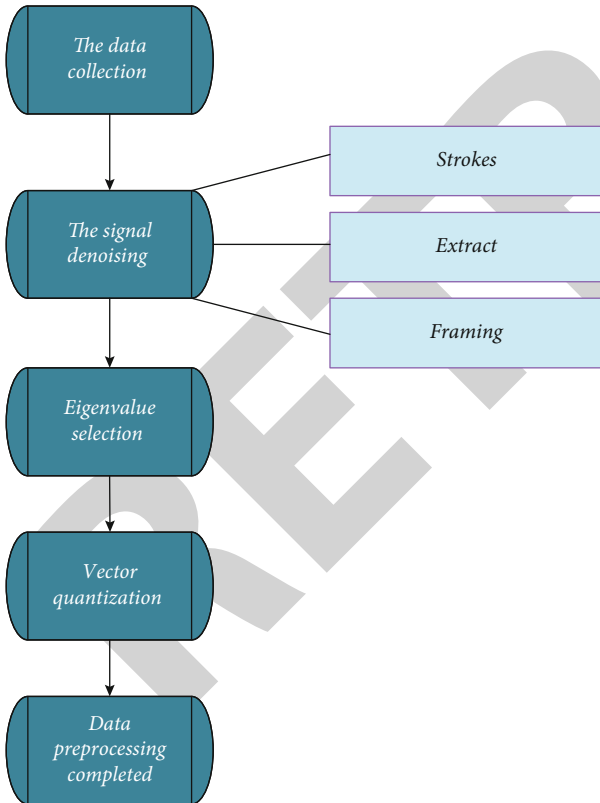 The data
collection
Strokes
The signal
denoising
Extract
Framing
Eigenvalue
selection
Vector
quantization
Data
preprocessing
completed